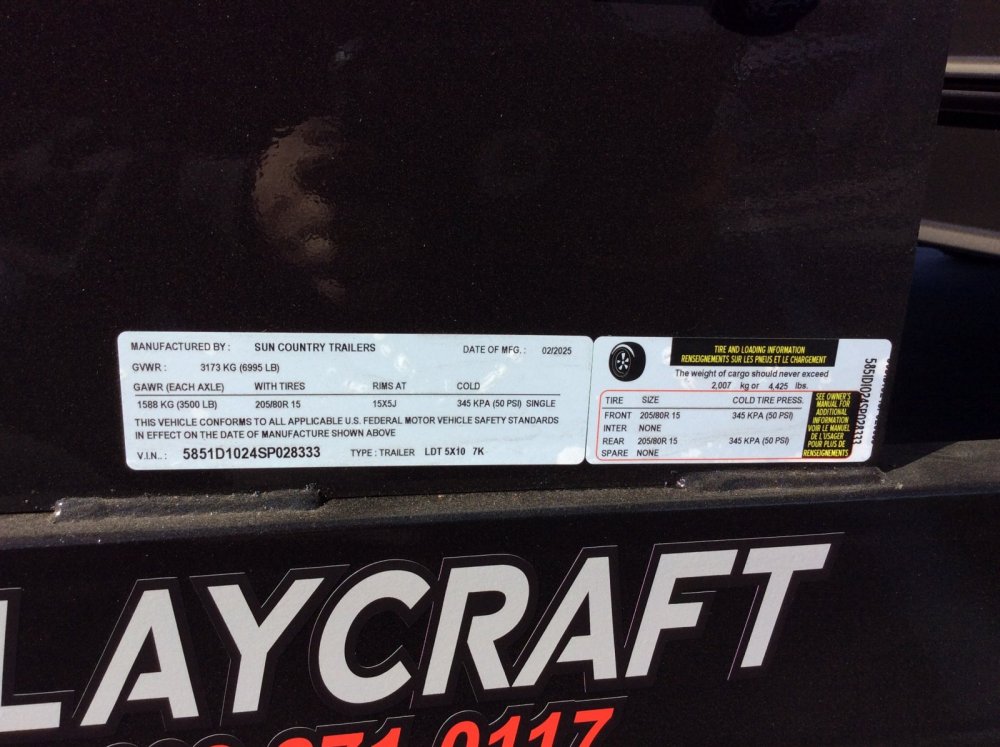 MANUFACTURED BY: SUN COUNTRY TRAILERS DATE OF MFG.: 02/2025
GVWR: 3173 KG (6995 LB)
GAWR (EACH AXLE) WITH TIRES RIMS AT COLD
1588 KG (3500 LB) 205/80R 15 15X5J 345 KPA (50 PSI) SINGLE
THIS VEHICLE CONFORMS TO ALL APPLICABLE U.S. FEDERAL MOTOR VEHICLE SAFETY STANDARDS
IN EFFECT ON THE DATE OF MANUFACTURE SHOWN ABOVE
V.I.N..: 5851D1024SP028333 TYPE: TRAILER LDT 5X10 7K
TIRE AND LOADING INFORMATION
RENSEIGNEMENTS SUR LES PNEUS ET LE CHARGEMENT
The weight of cargo should never exceed
2,007 kg or 4,425 lbs.
TIRE SIZE COLD TIRE PRESS.
FRONT 205/80R 15 345 KPA (50 PSI)
INTER NONE
REAR 205/80R 15 345 KPA (50 PSI)
SPARE NONE
SEE OWNER'S
MANUAL FOR
ADDITIONAL
INFORMATION
VOIR LE MANUEL
DE L'USAGER
POUR PLUS DE
RENSEIGNEMENTS
5851D1024SP028333
LAYCRAFT
871 0117